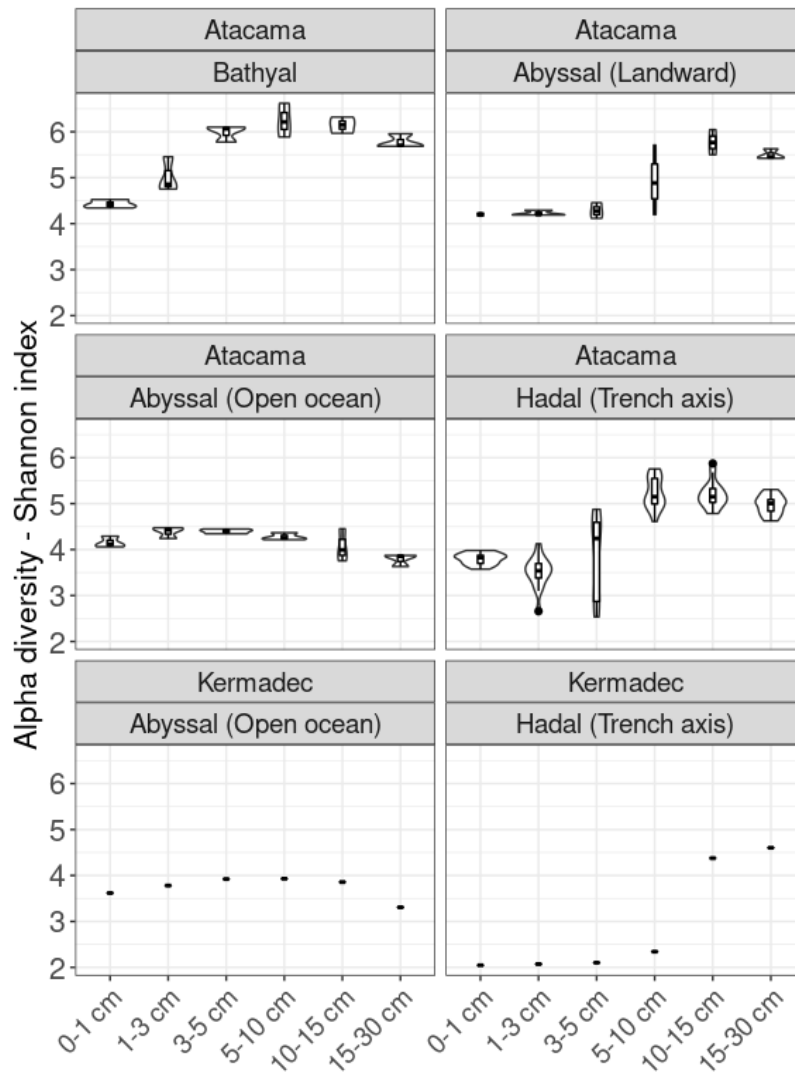 Atacama
Bathyal
Atacama
Abyssal (Landward)
6
5
4
3
2
Atacama
Abyssal (Open ocean)
Atacama
Hadal (Trench axis)
6
5
4
3
2
Kermadec
Abyssal (Open ocean)
Kermadec
Hadal (Trench axis)
6
5
4
3
2
Alpha diversity - Shannon index
0-1 cm
1-3 cm
3-5 cm
5-10 cm
10-15 cm
15-30 cm
0-1 cm
1-3 cm
3-5 cm
5-10 cm
10-15 cm
15-30 cm